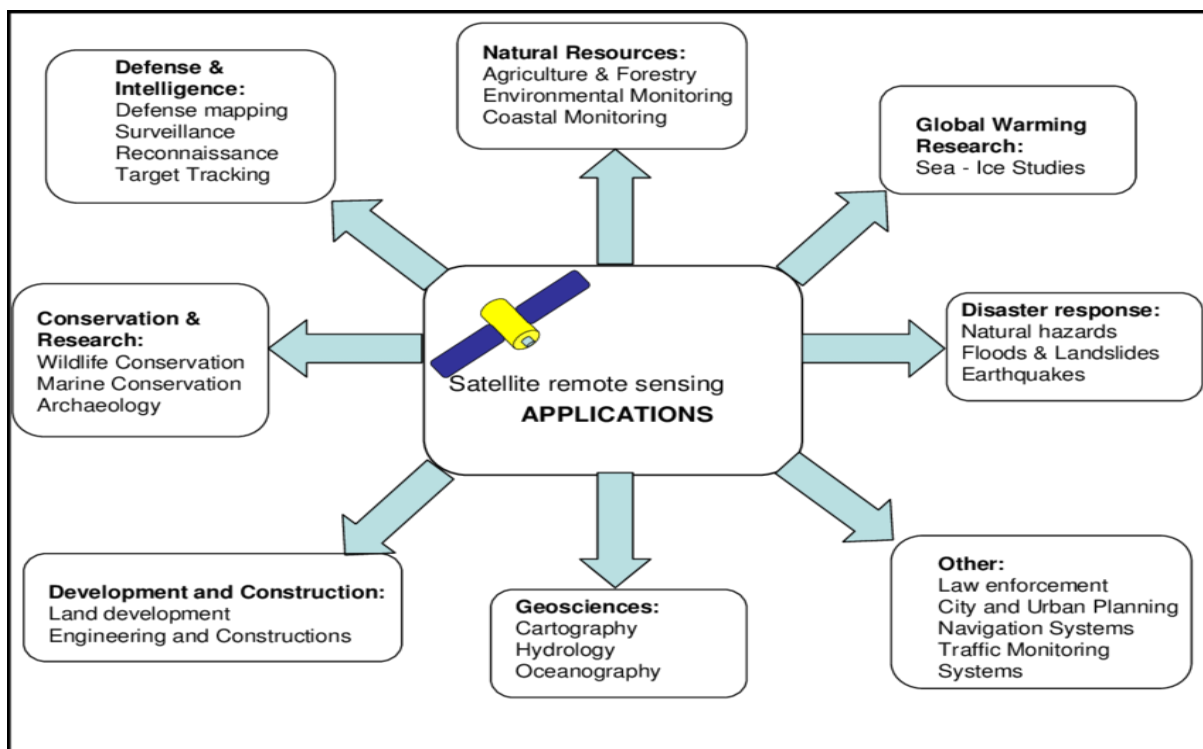 Defense &
Intelligence:
Defense mapping
Surveillance
Reconnaissance
Target Tracking
Natural Resources:
Agriculture & Forestry
Environmental Monitoring
Coastal Monitoring
Global Warming
Research:
Sea - Ice Studies
Conservation &
Research:
Wildlife Conservation
Marine Conservation
Archaeology
Satellite remote sensing
APPLICATIONS
Disaster response:
Natural hazards
Floods & Landslides
Earthquakes
Development and Construction:
Land development
Engineering and Constructions
Geosciences:
Cartography
Hydrology
Oceanography
Other:
Law enforcement
City and Urban Planning
Navigation Systems
Traffic Monitoring
Systems